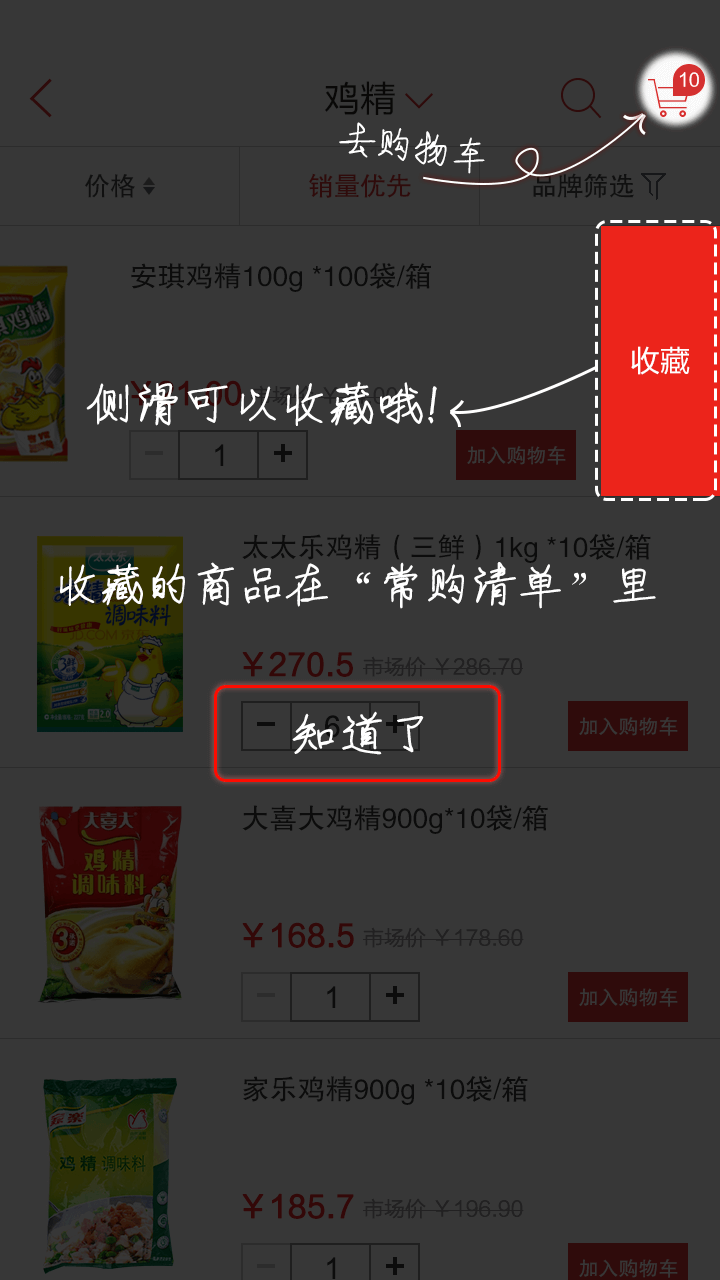 10
鸡精
去购物车
价格
销量优先
品牌筛选
安琪鸡精100g *100袋/箱
收藏
侧滑可以收藏哦!
1
加入购物车
太太乐鸡精（三鲜）1kg *10袋/箱
太太乐
调味料
收藏的商品在“常购清单”里
￥270.5 市场价 ￥286.70
6
加入购物车
知道了
大喜大鸡精900g*10袋/箱
大喜大
鸡精
调味料
￥168.5 市场价 ￥178.60
1
加入购物车
家乐鸡精900g *10袋/箱
家乐
鸡精 调味料
￥185.7 市场价 ￥196.90
1
加入购物车